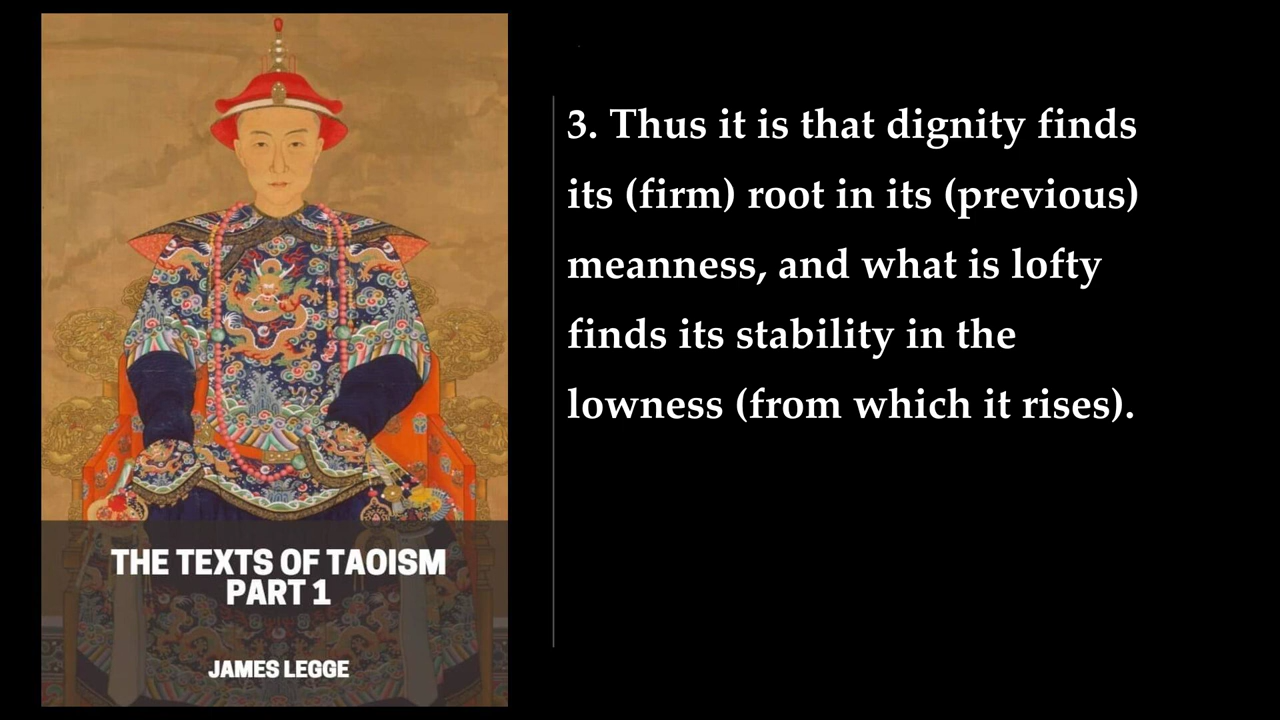 THE TEXTS OF TAOISM
PART 1
JAMES LEGGE
3. Thus it is that dignity finds
its (firm) root in its (previous)
meanness, and what is lofty
finds its stability in the
lowness (from which it rises).